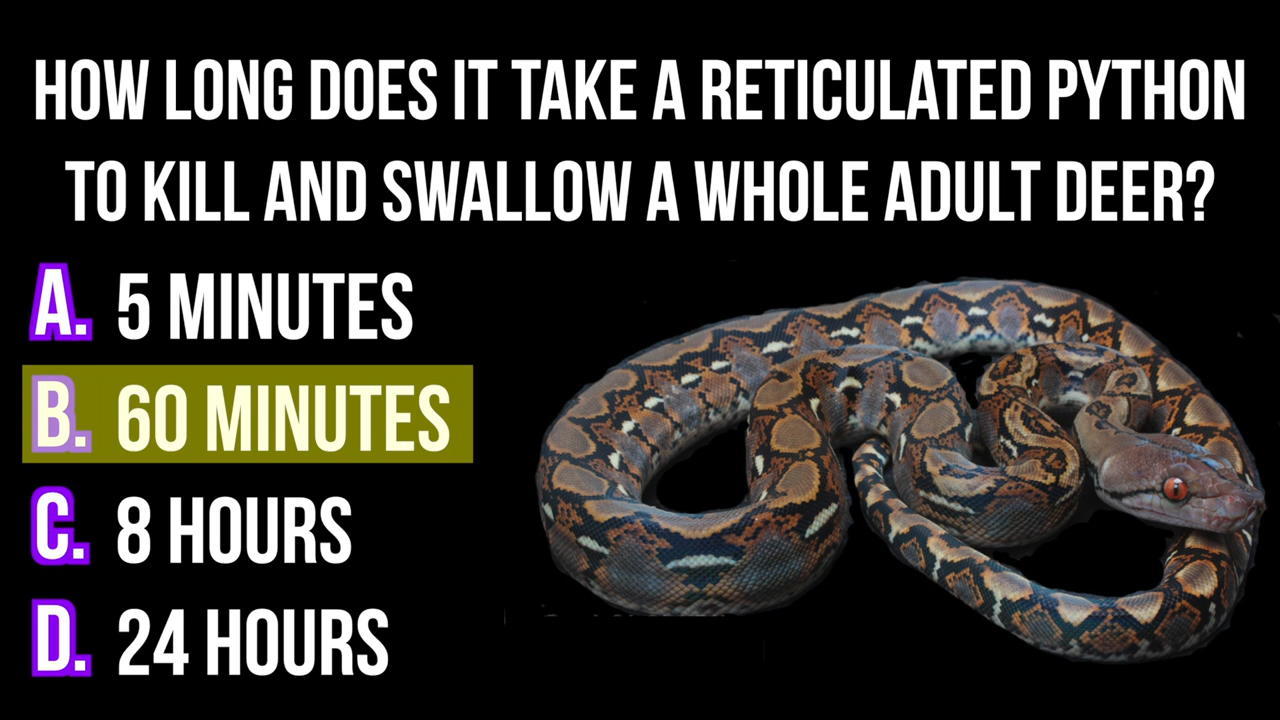 HOW LONG DOES IT TAKE A RETICULATED PYTHON
TO KILL AND SWALLOW A WHOLE ADULT DEER?
A. 5 MINUTES
B. 60 MINUTES
C. 8 HOURS
D. 24 HOURS